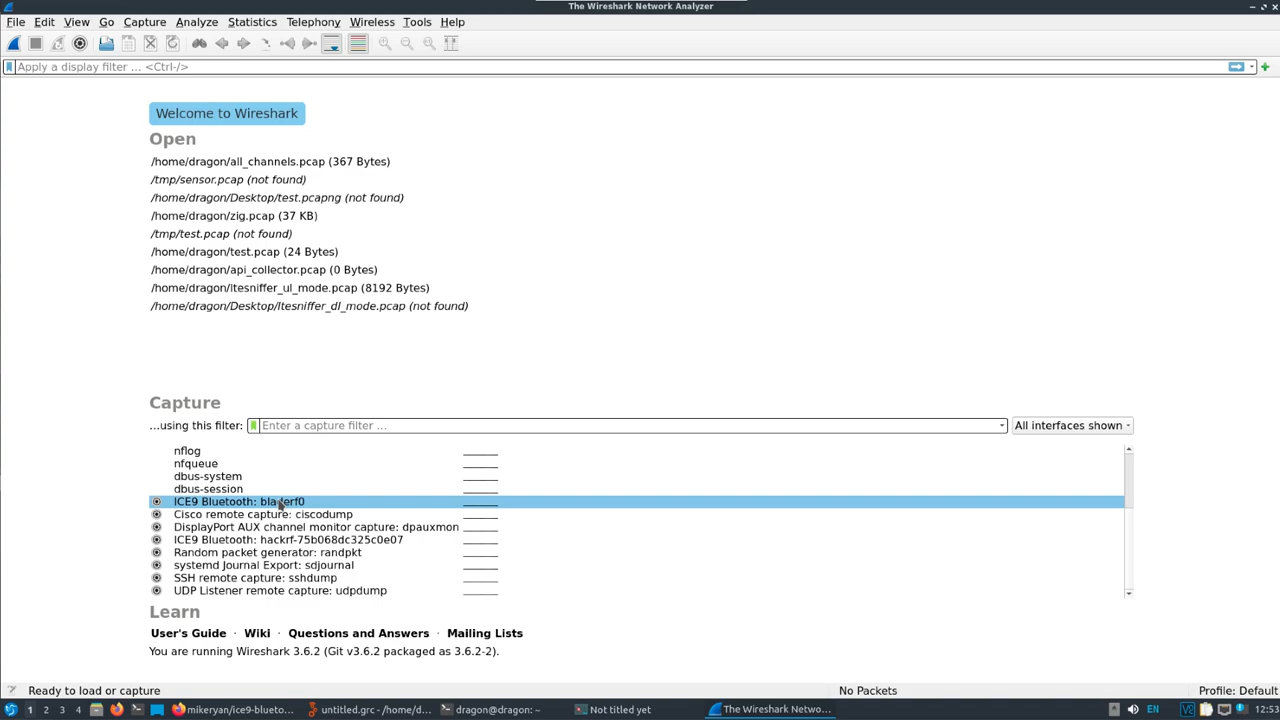 The Wireshark Network Analyzer
File Edit View Go Capture Analyze Statistics Telephony Wireless Tools Help
Apply a display filter ... <Ctrl-/>
Welcome to Wireshark
Open
/home/dragon/all_channels.pcap (367 Bytes)
/tmp/sensor.pcap (not found)
/home/dragon/Desktop/test.pcapng (not found)
/home/dragon/zig.pcap (37 KB)
/tmp/test.pcap (not found)
/home/dragon/test.pcap (24 Bytes)
/home/dragon/api_collector.pcap (0 Bytes)
/home/dragon/ltesniffer_ul_mode.pcap (8192 Bytes)
/home/dragon/Desktop/ltesniffer_dl_mode.pcap (not found)
Capture
...using this filter: Enter a capture filter ... All interfaces shown
nflog
nfqueue
dbus-system
dbus-session
ICE9 Bluetooth: bladerf0
Cisco remote capture: ciscodump
DisplayPort AUX channel monitor capture: dpauxmon
ICE9 Bluetooth: hackrf-75b068dc325c0e07
Random packet generator: randpkt
systemd Journal Export: sdjournal
SSH remote capture: sshdump
UDP Listener remote capture: udpdump
Learn
User's Guide · Wiki · Questions and Answers · Mailing Lists
You are running Wireshark 3.6.2 (Git v3.6.2 packaged as 3.6.2-2).
Ready to load or capture No Packets Profile: Default
1 2 3 4 mikeryan/ice9-blueto... untitled.grc - /home/d... dragon@dragon: ~ Not titled yet The Wireshark Netwo... EN 12:53